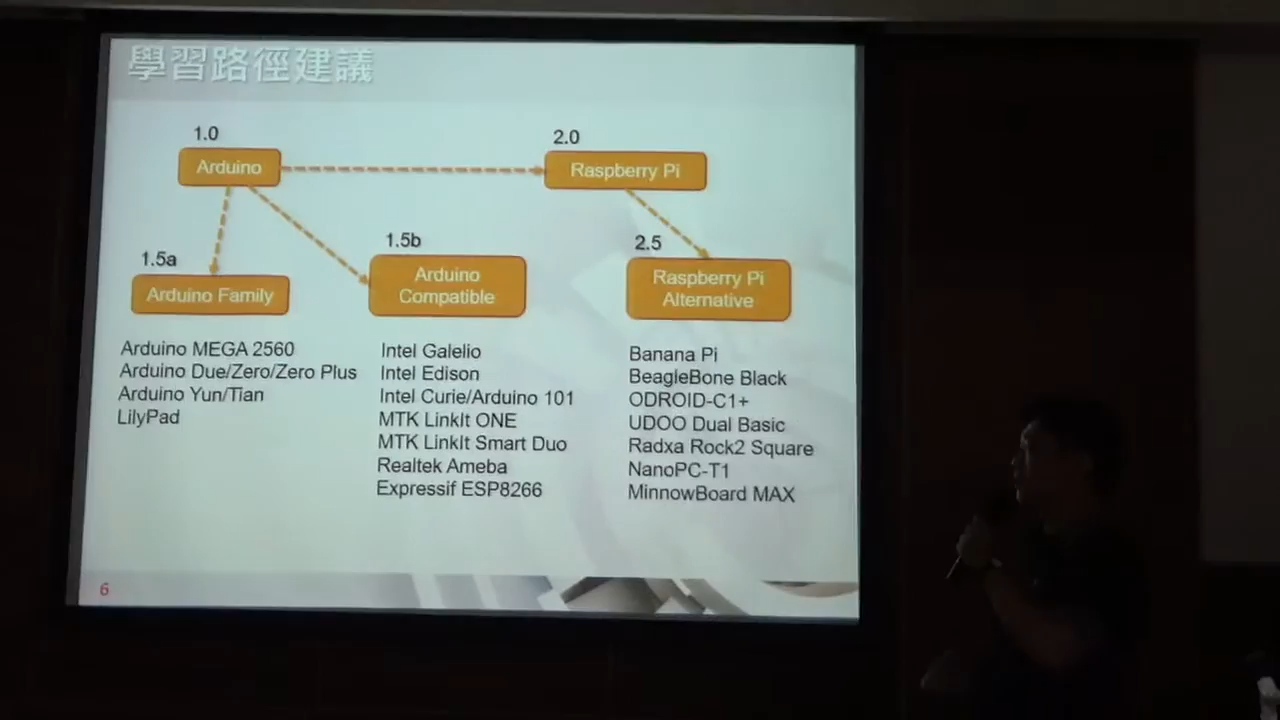 學習路徑建議
1.0
Arduino
2.0
Raspberry Pi
1.5a
Arduino Family
1.5b
Arduino
Compatible
2.5
Raspberry Pi
Alternative
Arduino MEGA 2560
Arduino Due/Zero/Zero Plus
Arduino Yun/Tian
LilyPad
Intel Galelio
Intel Edison
Intel Curie/Arduino 101
MTK LinkIt ONE
MTK LinkIt Smart Duo
Realtek Ameba
Expressif ESP8266
Banana Pi
BeagleBone Black
ODROID-C1+
UDOO Dual Basic
Radxa Rock2 Square
NanoPC-T1
MinnowBoard MAX
6